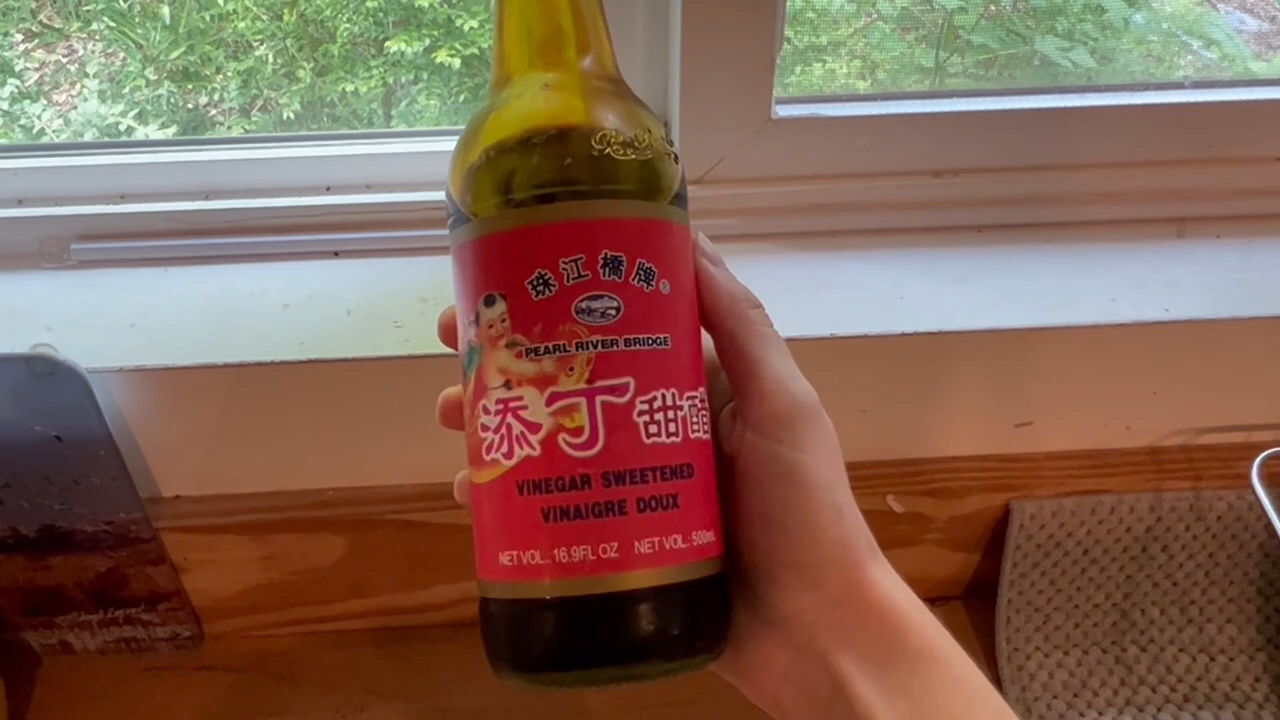 珠江橋牌®
PEARL RIVER BRIDGE
添丁甜醋
VINEGAR SWEETENED
VINAIGRE DOUX
NET VOL.: 16.9FL OZ NET VOL.: 500mL